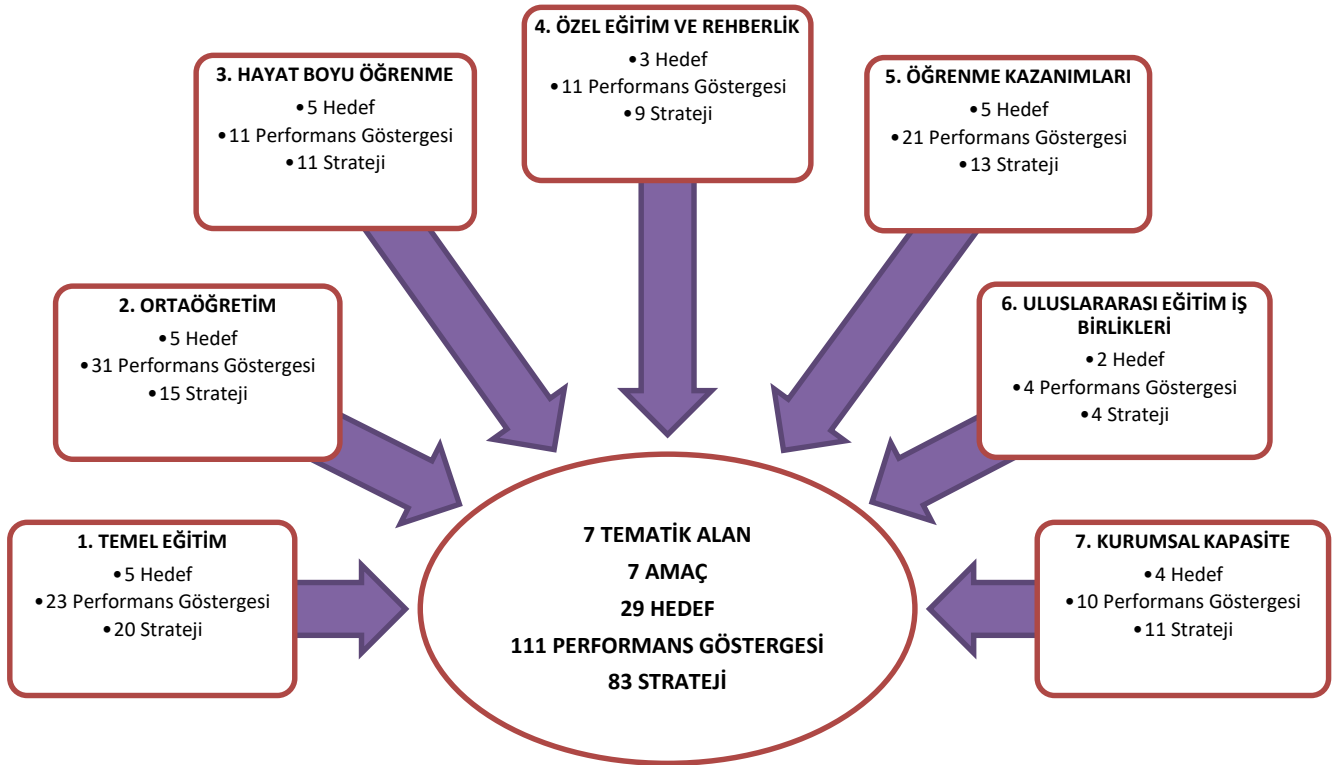 1. TEMEL EĞİTİM
•5 Hedef
•23 Performans Göstergesi
•20 Strateji
2. ORTAÖĞRETİM
•5 Hedef
•31 Performans Göstergesi
•15 Strateji
3. HAYAT BOYU ÖĞRENME
•5 Hedef
•11 Performans Göstergesi
•11 Strateji
4. ÖZEL EĞİTİM VE REHBERLİK
•3 Hedef
•11 Performans Göstergesi
•9 Strateji
5. ÖĞRENME KAZANIMLARI
•5 Hedef
•21 Performans Göstergesi
•13 Strateji
6. ULUSLARARASI EĞİTİM İŞ
BİRLİKLERİ
•2 Hedef
•4 Performans Göstergesi
•4 Strateji
7. KURUMSAL KAPASİTE
•4 Hedef
•10 Performans Göstergesi
•11 Strateji
7 TEMATİK ALAN
7 AMAÇ
29 HEDEF
111 PERFORMANS GÖSTERGESİ
83 STRATEJİ